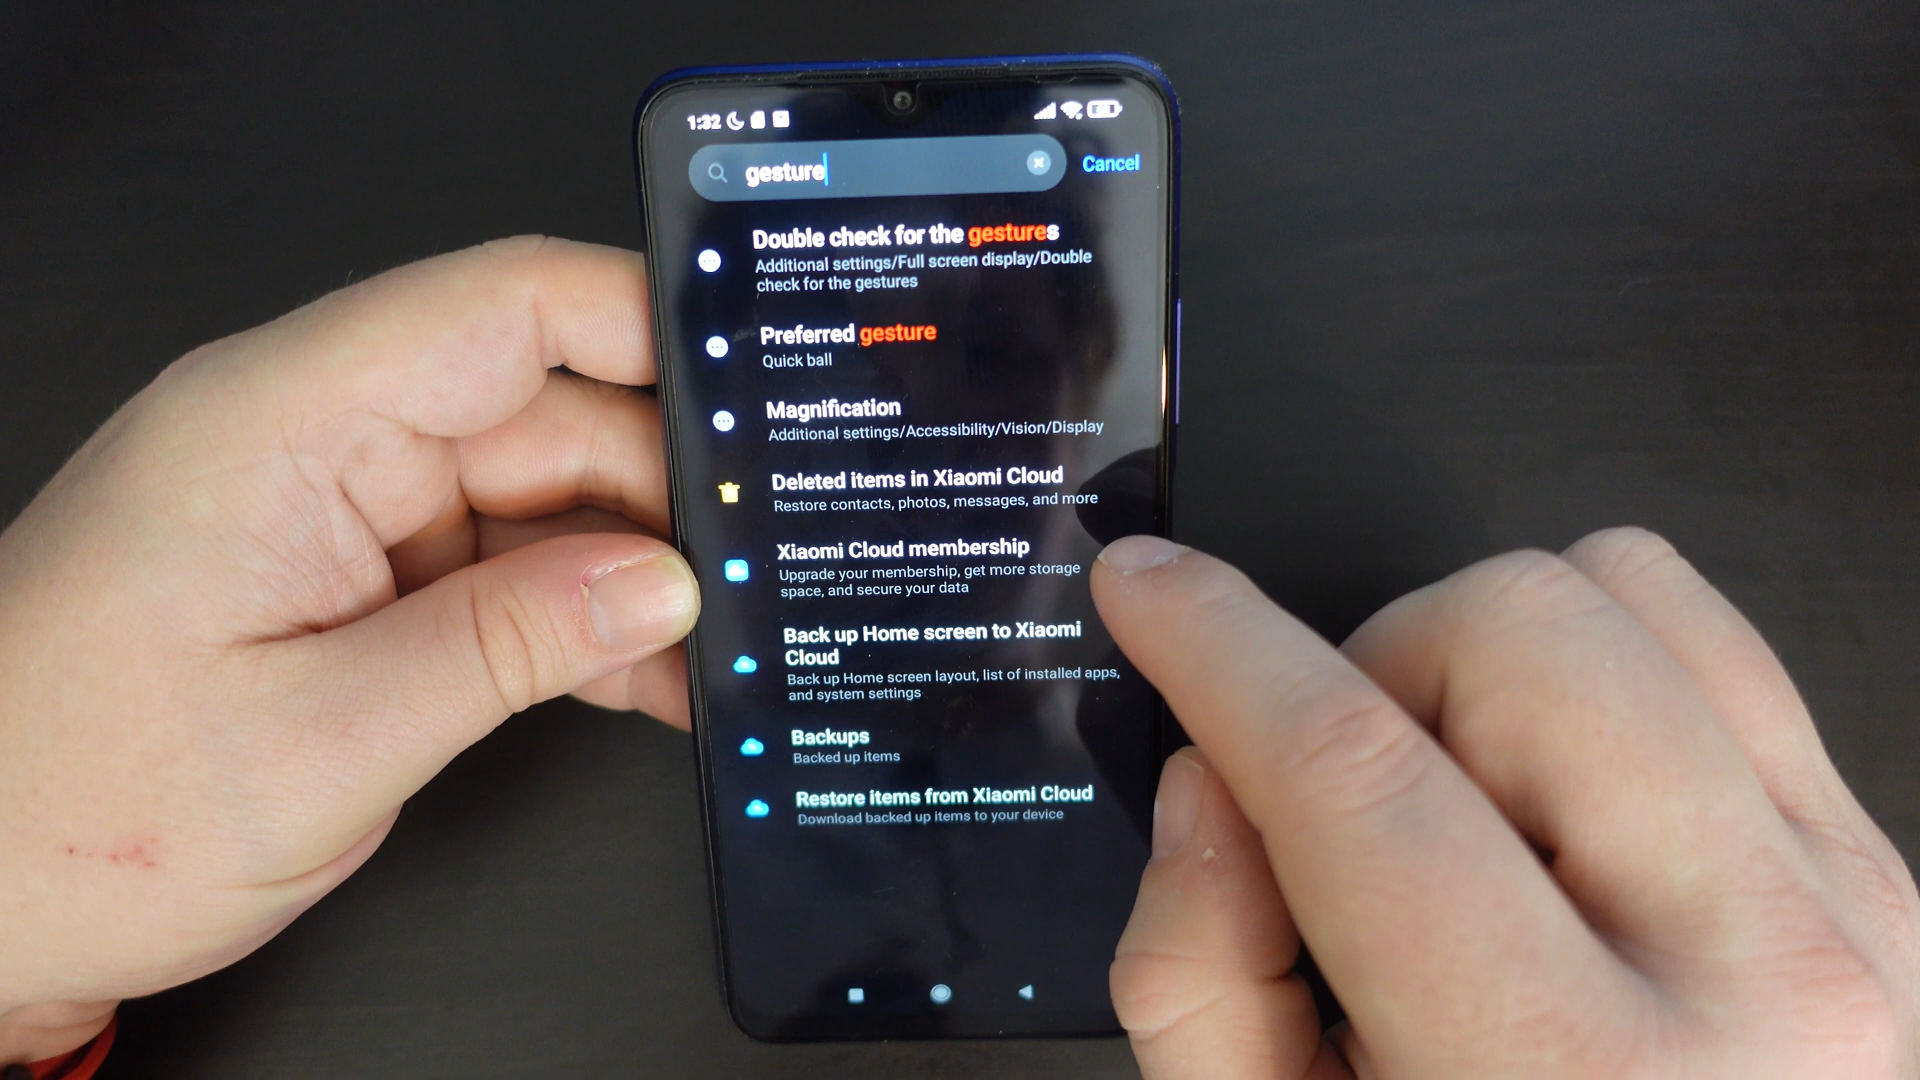 1:32
gesture
Cancel
Double check for the gestures
Additional settings/Full screen display/Double
check for the gestures
Preferred gesture
Quick ball
Magnification
Additional settings/Accessibility/Vision/Display
Deleted items in Xiaomi Cloud
Restore contacts, photos, messages, and more
Xiaomi Cloud membership
Upgrade your membership, get more storage
space, and secure your data
Back up Home screen to Xiaomi
Cloud
Back up Home screen layout, list of installed apps,
and system settings
Backups
Backed up items
Restore items from Xiaomi Cloud
Download backed up items to your device